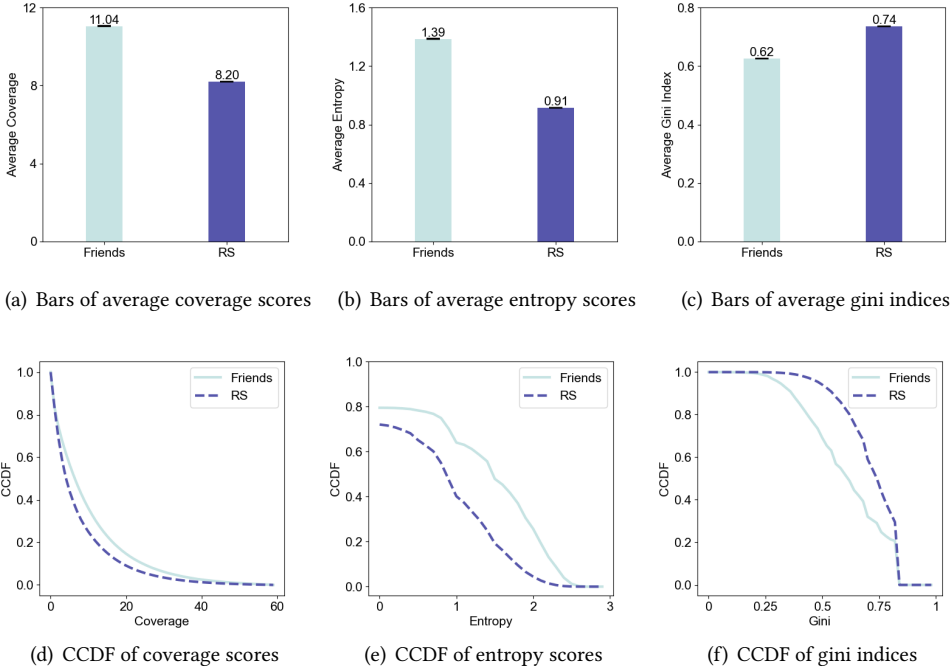 12
8
4
0
Average Coverage
11.04
8.20
Friends
RS
(a) Bars of average coverage scores
1.6
1.2
0.8
0.4
0.0
Average Entropy
1.39
0.91
Friends
RS
(b) Bars of average entropy scores
0.8
0.6
0.4
0.2
0.0
Average Gini Index
0.62
0.74
Friends
RS
(c) Bars of average gini indices
1.0
0.8
0.6
0.4
0.2
0.0
CCDF
Friends
RS
0
20
40
60
Coverage
(d) CCDF of coverage scores
1.0
0.8
0.6
0.4
0.2
0.0
CCDF
Friends
RS
0
1
2
3
Entropy
(e) CCDF of entropy scores
1.0
0.8
0.6
0.4
0.2
0.0
CCDF
Friends
RS
0
0.25
0.5
0.75
1
Gini
(f) CCDF of gini indices